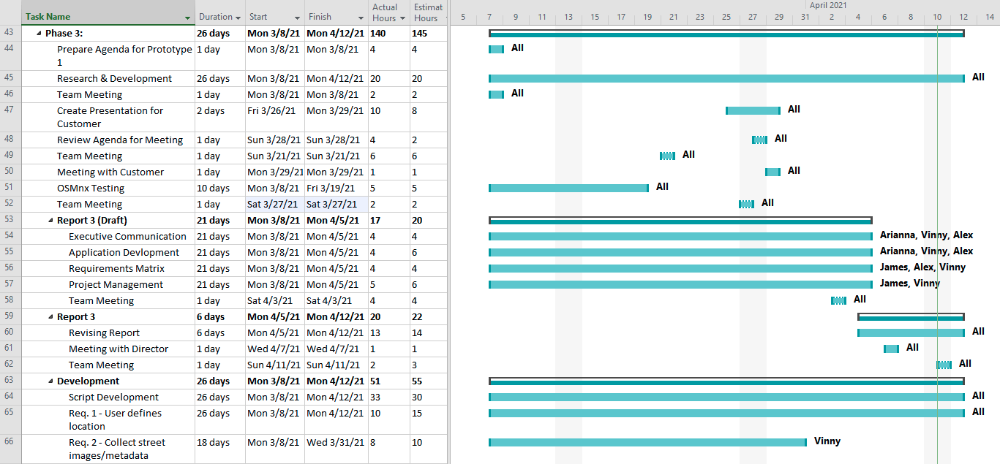 April 2021
Task Name Duration Start Finish Actual Hours Estimat Hours 5 7 9 11 13 15 17 19 21 23 25 27 29 31 2 4 6 8 10 12 14
43 Phase 3: 26 days Mon 3/8/21 Mon 4/12/21 140 145
44 Prepare Agenda for Prototype 1 day Mon 3/8/21 Mon 3/8/21 4 4 All
1
45 Research & Development 26 days Mon 3/8/21 Mon 4/12/21 20 20 All
46 Team Meeting 1 day Mon 3/8/21 Mon 3/8/21 2 2 All
47 Create Presentation for 2 days Fri 3/26/21 Mon 3/29/21 10 8 All
Customer
48 Review Agenda for Meeting 1 day Sun 3/28/21 Sun 3/28/21 4 2 All
49 Team Meeting 1 day Sun 3/21/21 Sun 3/21/21 6 6 All
50 Meeting with Customer 1 day Mon 3/29/21 Mon 3/29/21 1 1 All
51 OSMnx Testing 10 days Mon 3/8/21 Fri 3/19/21 5 5 All
52 Team Meeting 1 day Sat 3/27/21 Sat 3/27/21 2 2 All
53 Report 3 (Draft) 21 days Mon 3/8/21 Mon 4/5/21 17 20
54 Executive Communication 21 days Mon 3/8/21 Mon 4/5/21 4 4 Arianna, Vinny, Alex
55 Application Devlopment 21 days Mon 3/8/21 Mon 4/5/21 4 6 Arianna, Vinny, Alex
56 Requirements Matrix 21 days Mon 3/8/21 Mon 4/5/21 4 4 James, Alex, Vinny
57 Project Management 21 days Mon 3/8/21 Mon 4/5/21 5 6 James, Vinny
58 Team Meeting 1 day Sat 4/3/21 Sat 4/3/21 4 4 All
59 Report 3 6 days Mon 4/5/21 Mon 4/12/21 20 22
60 Revising Report 6 days Mon 4/5/21 Mon 4/12/21 13 14 All
61 Meeting with Director 1 day Wed 4/7/21 Wed 4/7/21 1 1 All
62 Team Meeting 1 day Sun 4/11/21 Sun 4/11/21 2 3 All
63 Development 26 days Mon 3/8/21 Mon 4/12/21 51 55
64 Script Development 26 days Mon 3/8/21 Mon 4/12/21 33 30 All
65 Req. 1 - User defines 26 days Mon 3/8/21 Mon 4/12/21 10 15 All
location
66 Req. 2 - Collect street 18 days Mon 3/8/21 Wed 3/31/21 8 10 Vinny
images/metadata